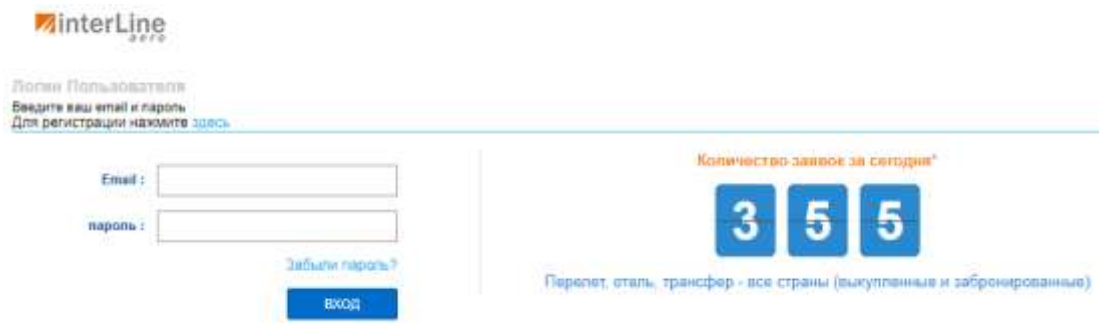 interLine
aero
Логин Пользователя
Введите ваш email и пароль
Для регистрации нажмите здесь
Количество заявок за сегодня*
Email :
3 5 5
пароль :
Забыли пароль?
Перелет, отель, трансфер - все страны (выкупленные и забронированные)
ВХОД